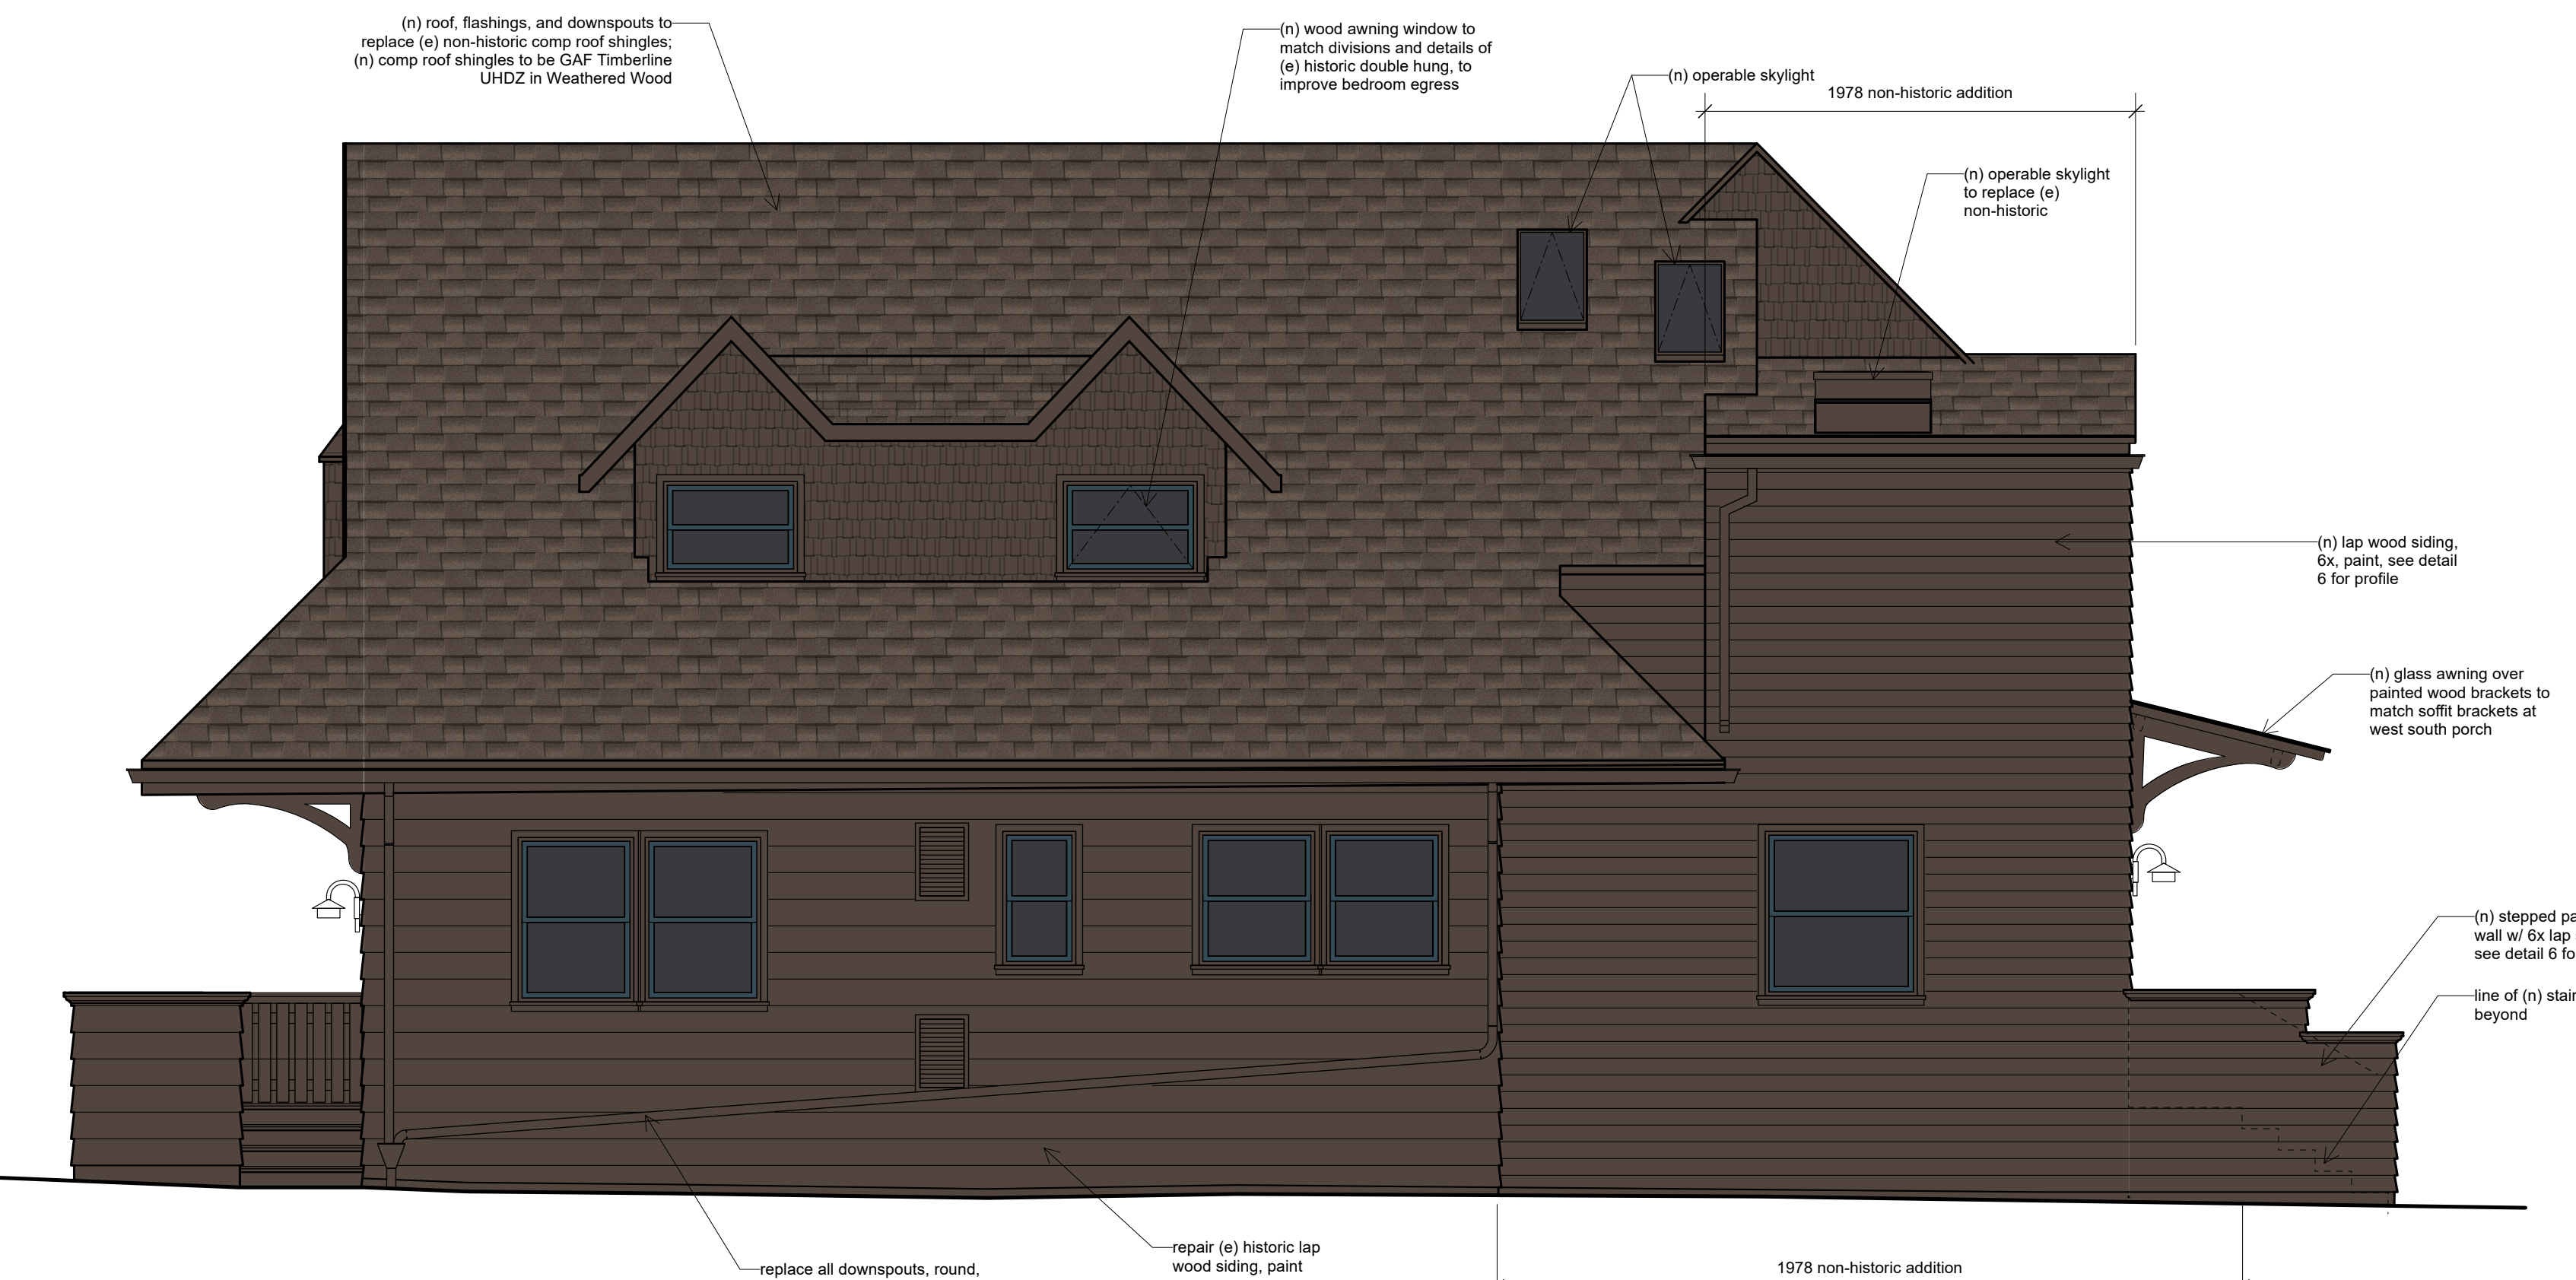 (n) roof, flashings, and downspouts to
replace (e) non-historic comp roof shingles;
(n) comp roof shingles to be GAF Timberline
UHDZ in Weathered Wood
(n) wood awning window to
match divisions and details of
(e) historic double hung, to
improve bedroom egress
(n) operable skylight
1978 non-historic addition
(n) operable skylight
to replace (e)
non-historic
(n) lap wood siding,
6x, paint, see detail
6 for profile
(n) glass awning over
painted wood brackets to
match soffit brackets at
west south porch
(n) stepped
wall w/ 6x lap
see detail 6
line of (n)
beyond
repair (e) historic lap
wood siding, paint
replace all downspouts, round,
1978 non-historic addition